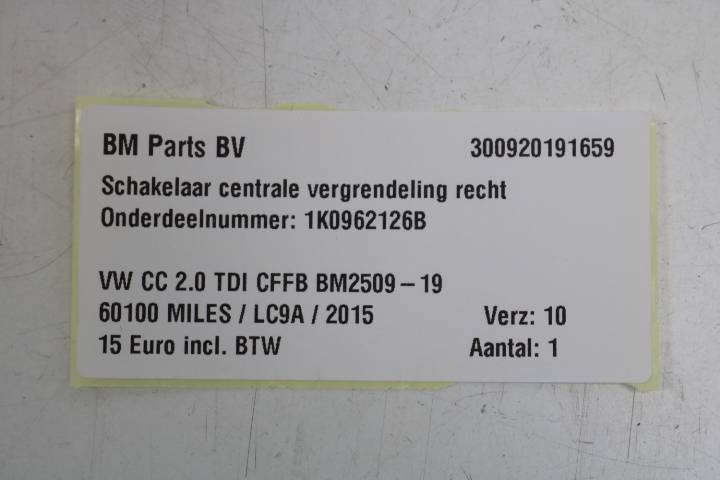 BM Parts BV 300920191659
Schakelaar centrale vergrendeling recht
Onderdeelnummer: 1K0962126B
VW CC 2.0 TDI CFFB BM2509-19
60100 MILES / LC9A / 2015 Verz: 10
15 Euro incl. BTW Aantal: 1